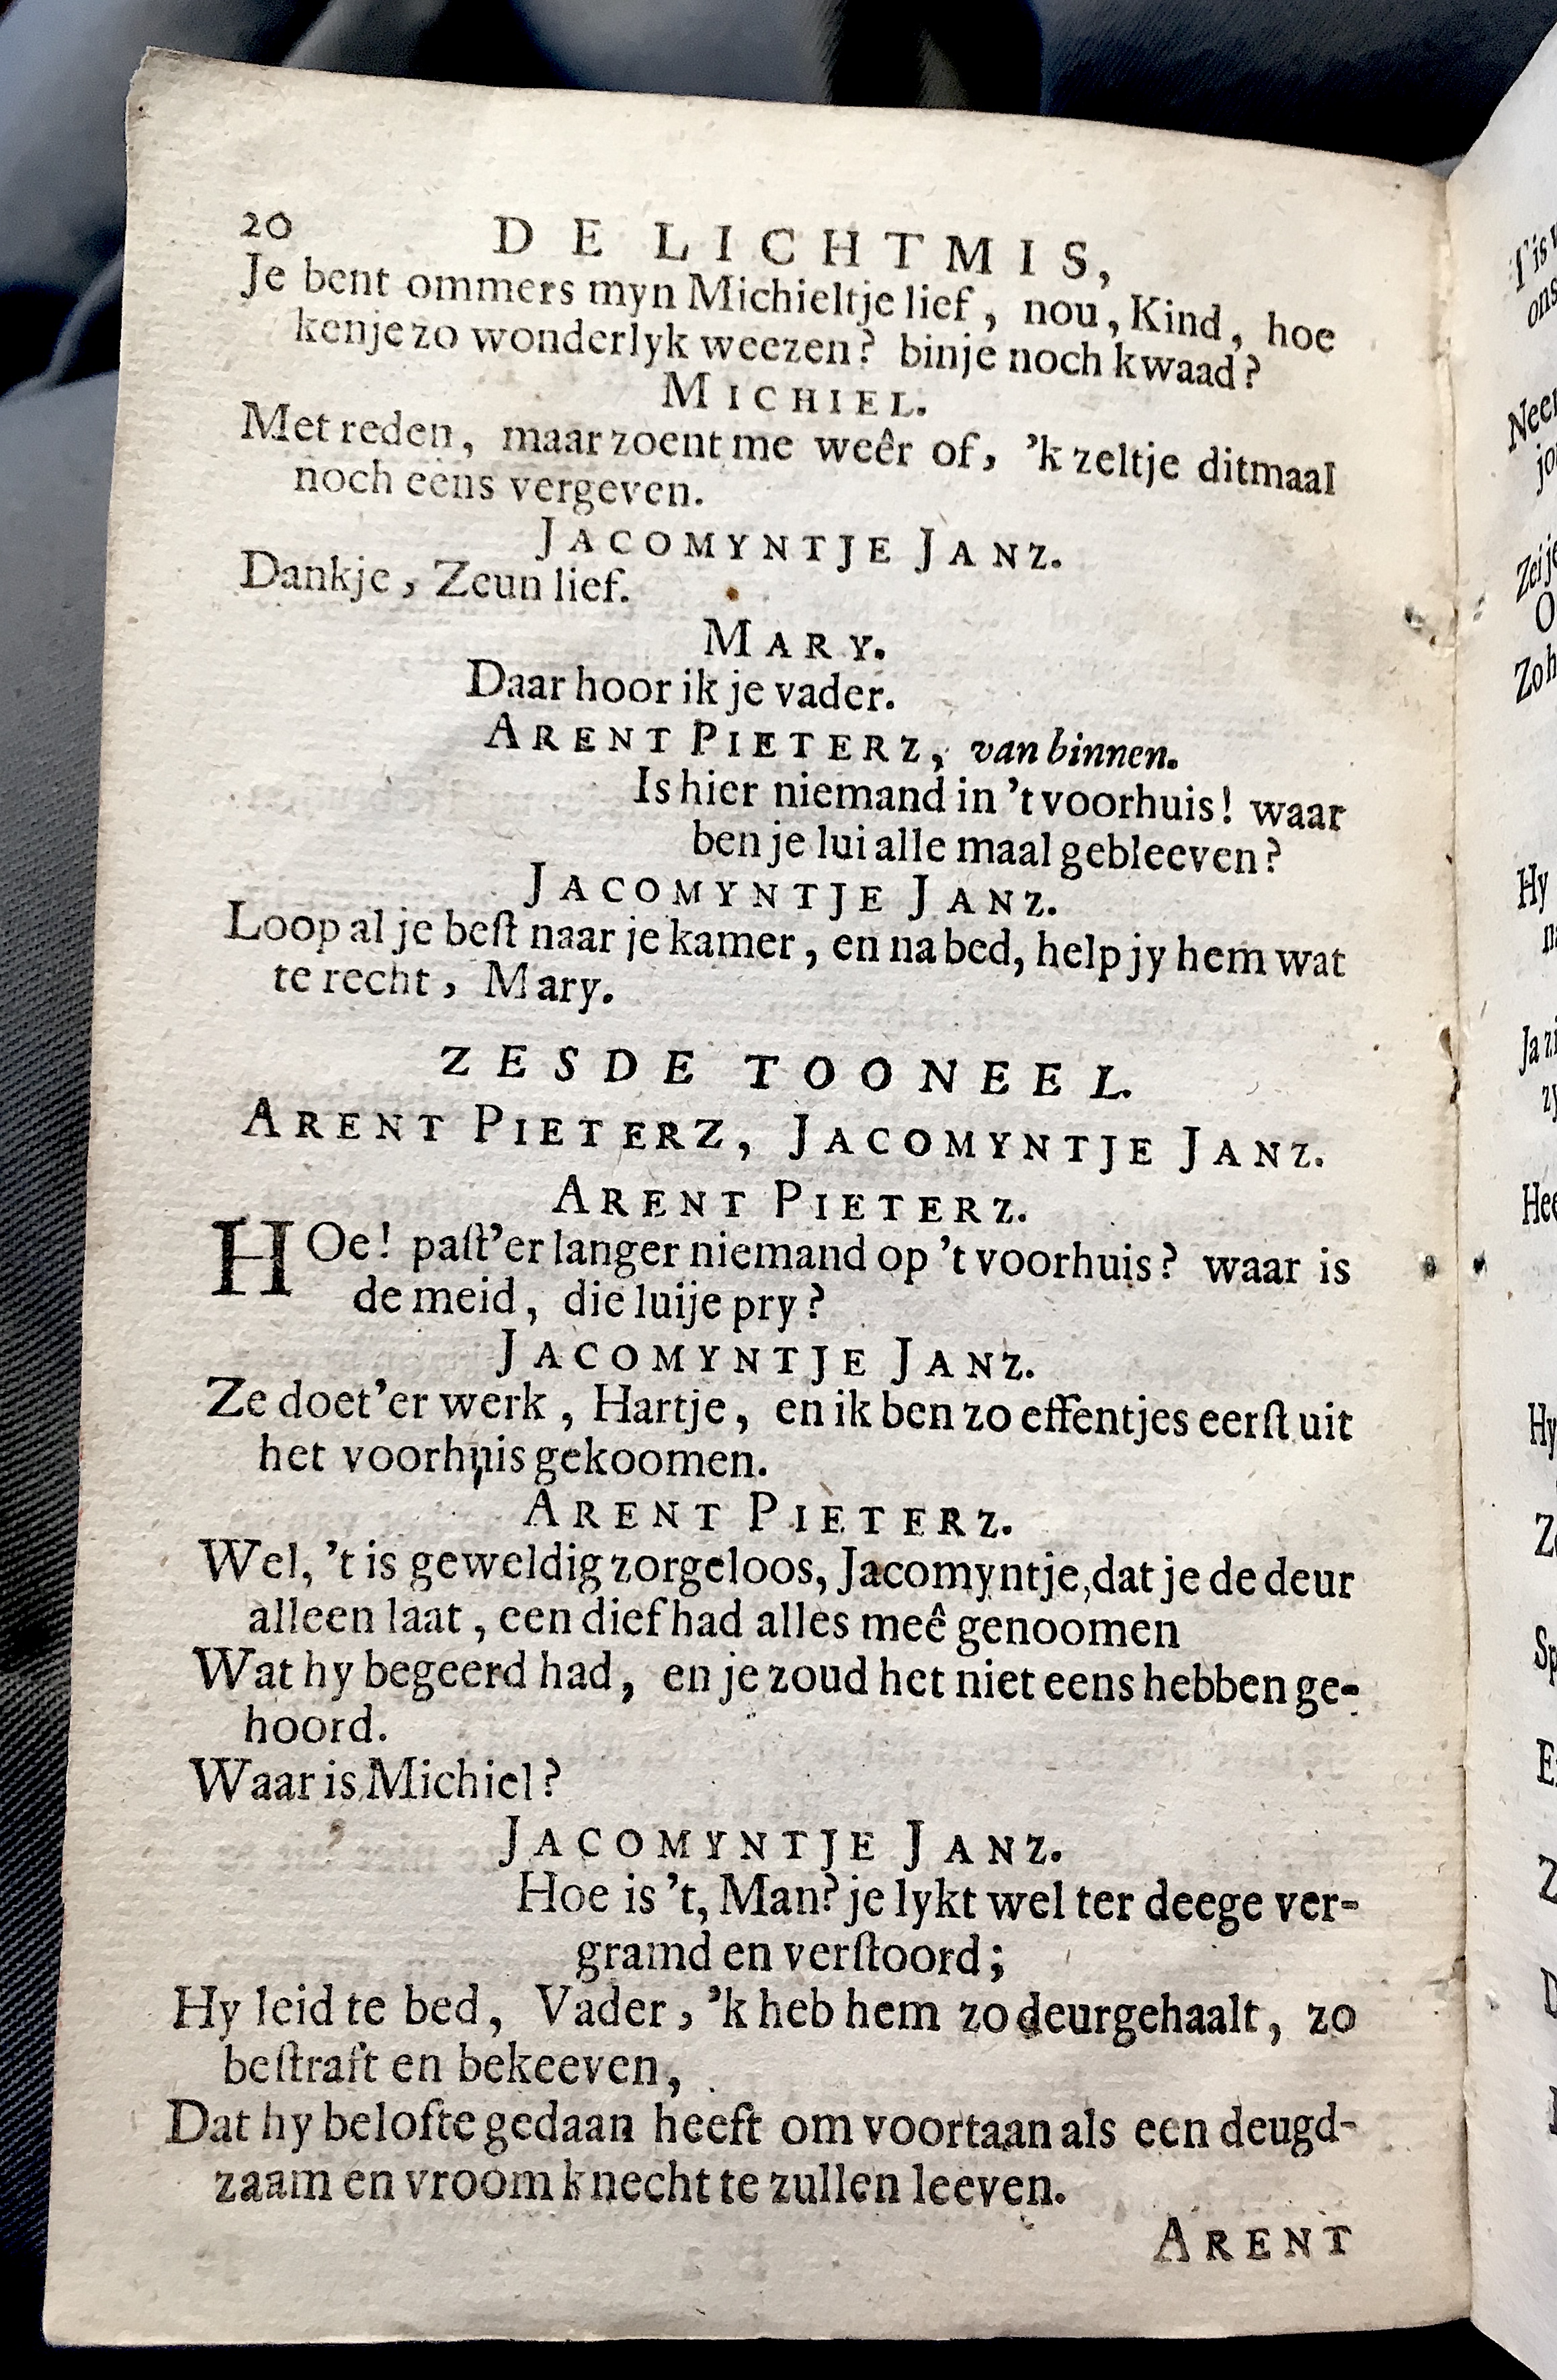 20 DE LICHTMIS,
Je bent ommers myn Michieltje lief, nou, Kind, hoe
kenje zo wonderlyk weezen? binje noch kwaad?
MICHIEL.
Met reden, maar zoent me weêr of, 'k zeltje ditmaal
noch eens vergeven.
JACOMYNTJE JANZ.
Dankje, Zeun lief.
MARY.
Daar hoor ik je vader.
ARENT PIETERZ, van binnen.
Is hier niemand in 't voorhuis! waar
ben je lui alle maal gebleeven?
JACOMYNTJE JANZ.
Loop al je beſt naar je kamer, en na bed, help jy hem wat
te recht, Mary.
ZESDE TOONEEL.
ARENT PIETERZ, JACOMYNTJE JANZ.
ARENT PIETERZ.
HOe! paſt'er langer niemand op 't voorhuis? waar is
de meid, die luije pry?
JACOMYNTJE JANZ.
Ze doet'er werk, Hartje, en ik ben zo effentjes eerſt uit
het voorhuis gekoomen.
ARENT PIETERZ.
Wel, 't is geweldig zorgeloos, Jacomyntje, dat je de deur
alleen laat, een dief had alles meê genoomen
Wat hy begeerd had, en je zoud het niet eens hebben ge-
hoord.
Waar is Michiel?
JACOMYNTJE JANZ.
Hoe is 't, Man? je lykt wel ter deege ver-
gramd en verſtoord;
Hy leid te bed, Vader, 'k heb hem zo deurgehaalt, zo
beſtraft en bekeeven,
Dat hy belofte gedaan heeft om voortaan als een deugd-
zaam en vroom knecht te zullen leeven.
ARENT